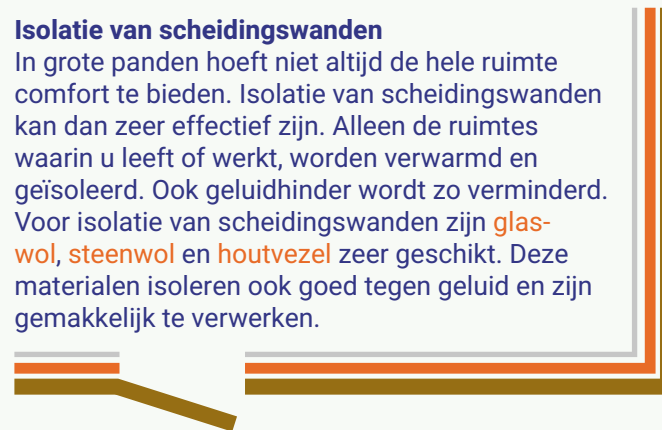 Isolatie van scheidingswanden
In grote panden hoeft niet altijd de hele ruimte
comfort te bieden. Isolatie van scheidingswanden
kan dan zeer effectief zijn. Alleen de ruimtes
waarin u leeft of werkt, worden verwarmd en
geïsoleerd. Ook geluidhinder wordt zo verminderd.
Voor isolatie van scheidingswanden zijn glas-
wol, steenwol en houtvezel zeer geschikt. Deze
materialen isoleren ook goed tegen geluid en zijn
gemakkelijk te verwerken.